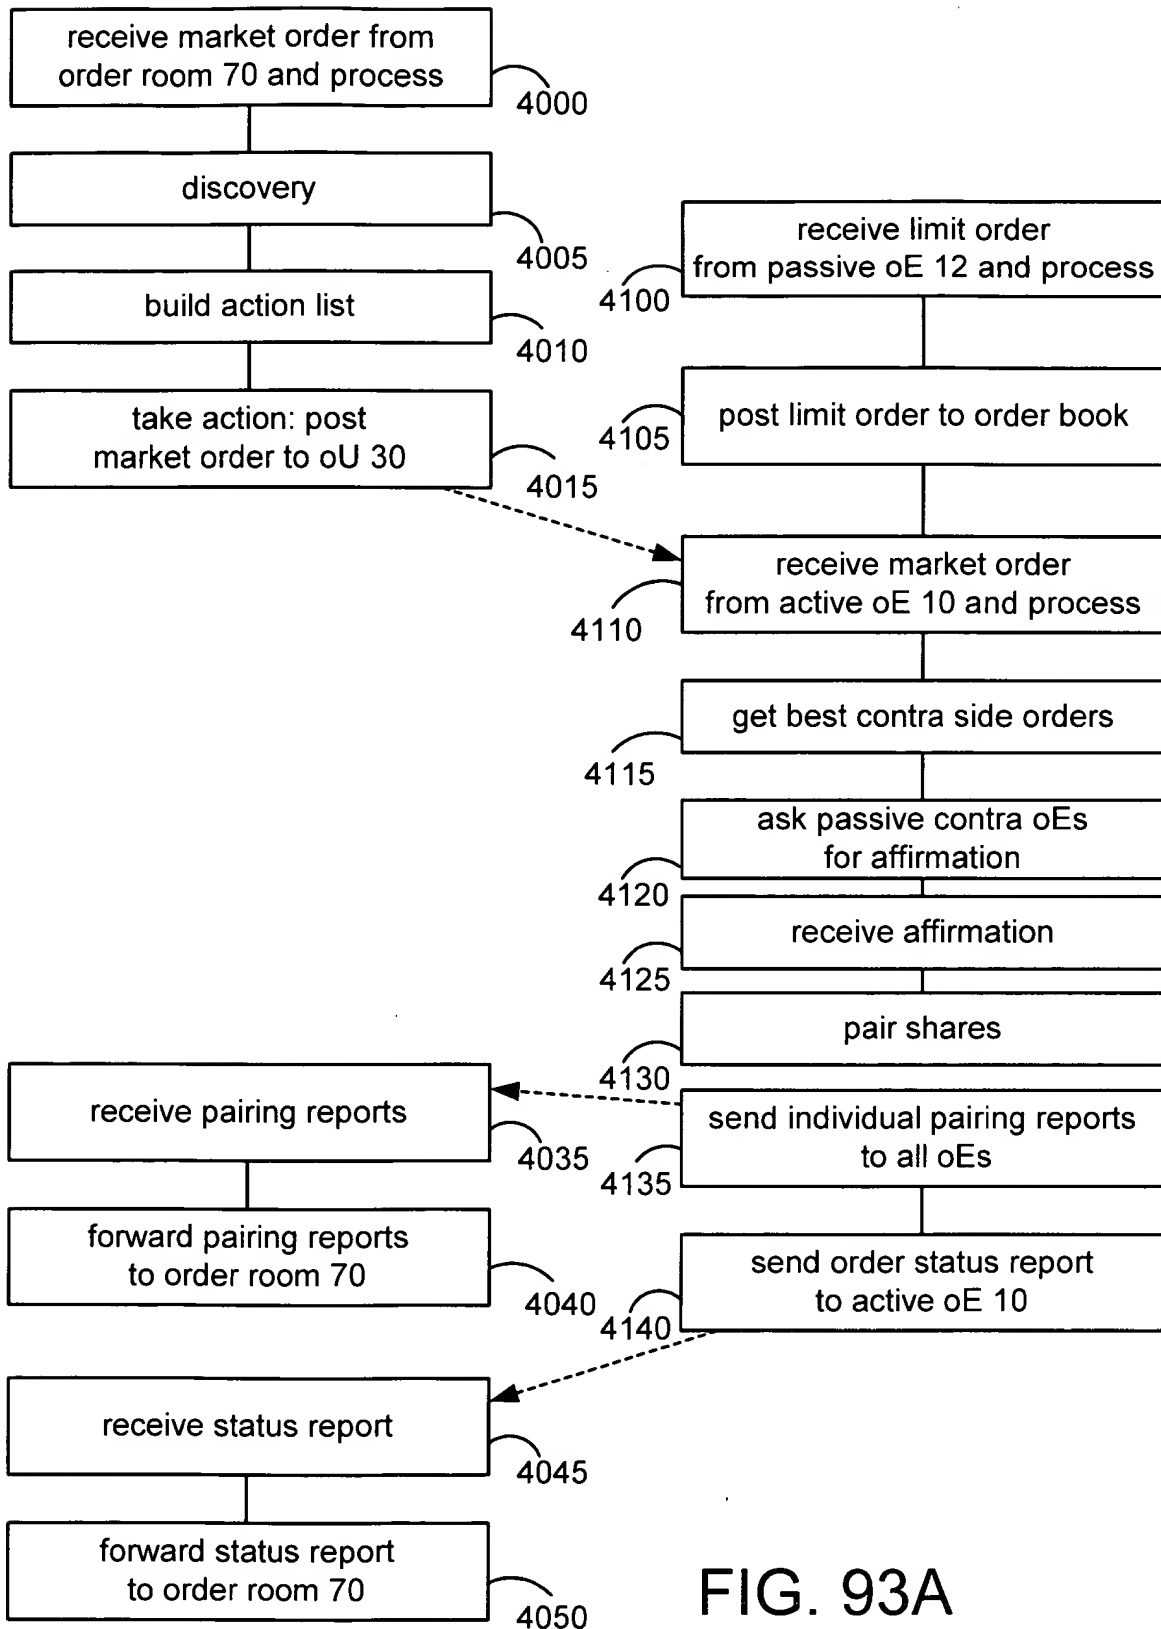 receive market order from
order room 70 and process
4000
discovery
4005
build action list
4010
take action: post
market order to oU 30
4015
receive limit order
from passive oE 12 and process
4100
post limit order to order book
4105
receive market order
from active oE 10 and process
4110
get best contra side orders
4115
ask passive contra oEs
for affirmation
4120
receive affirmation
4125
pair shares
4130
send individual pairing reports
to all oEs
4135
send order status report
to active oE 10
4140
receive pairing reports
4035
forward pairing reports
to order room 70
4040
receive status report
4045
forward status report
to order room 70
4050
FIG. 93A